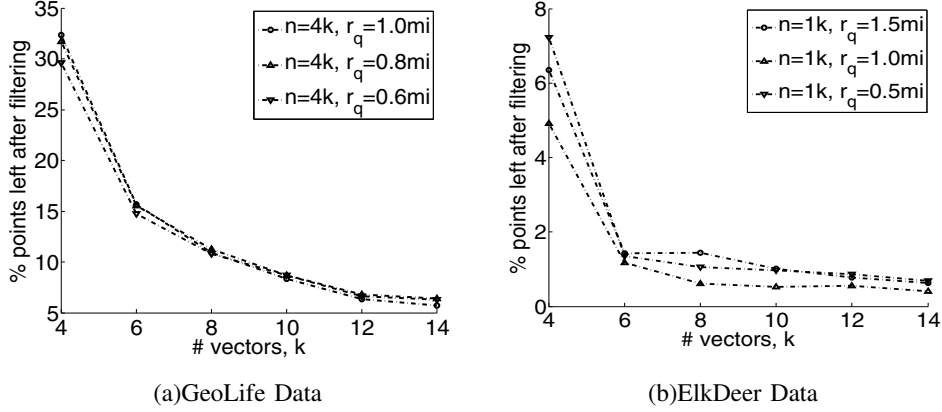 % points left after filtering
35
30
25
20
15
10
5
4 6 8 10 12 14
# vectors, k
n=4k, r_q=1.0mi
n=4k, r_q=0.8mi
n=4k, r_q=0.6mi
(a)GeoLife Data
% points left after filtering
8
6
4
2
0
4 6 8 10 12 14
# vectors, k
n=1k, r_q=1.5mi
n=1k, r_q=1.0mi
n=1k, r_q=0.5mi
(b)ElkDeer Data